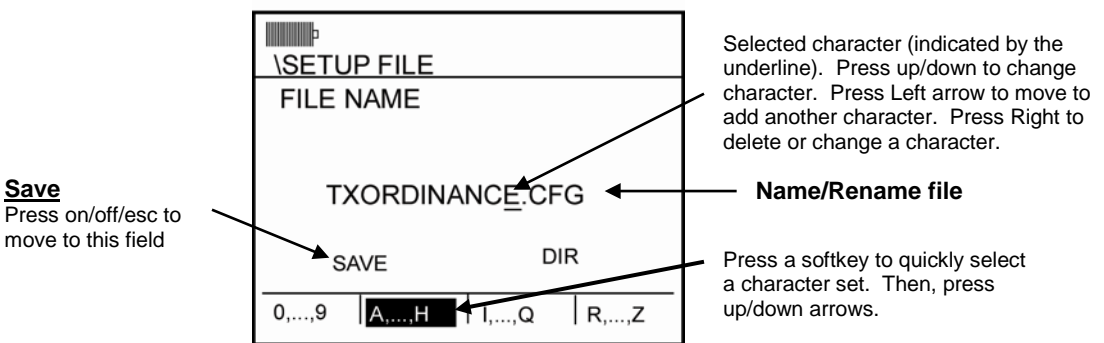 \SETUP FILE
FILE NAME
TXORDINANCE.CFG
SAVE DIR
0,...,9 A,...,H I,...,Q R,...,Z
Save
Press on/off/esc to
move to this field
Selected character (indicated by the
underline).  Press up/down to change
character.  Press Left arrow to move to
add another character.  Press Right to
delete or change a character.
Name/Rename file
Press a softkey to quickly select
a character set.  Then, press
up/down arrows.